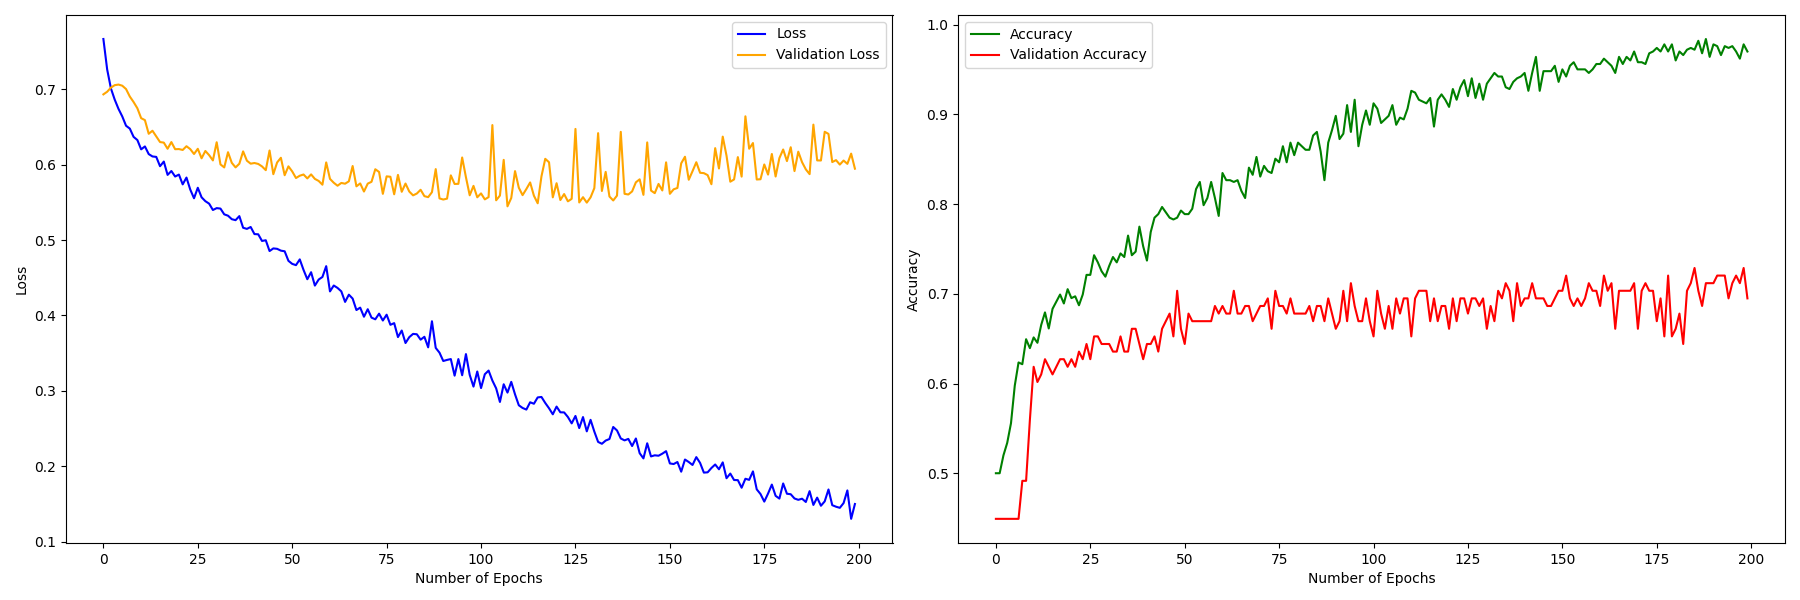 Loss
Validation Loss
0.7
0.6
0.5
0.4
0.3
0.2
0.1
Loss
0 25 50 75 100 125 150 175 200
Number of Epochs
Accuracy
Validation Accuracy
1.0
0.9
0.8
0.7
0.6
0.5
Accuracy
0 25 50 75 100 125 150 175 200
Number of Epochs